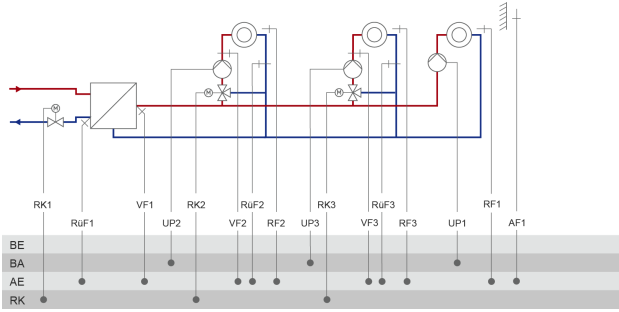 M
M
M
RK1
VF1
RK2
RüF2
RK3
RüF3
RF1
RüF1
UP2
VF2
RF2
UP3
VF3
RF3
UP1
AF1
BE
BA
AE
RK